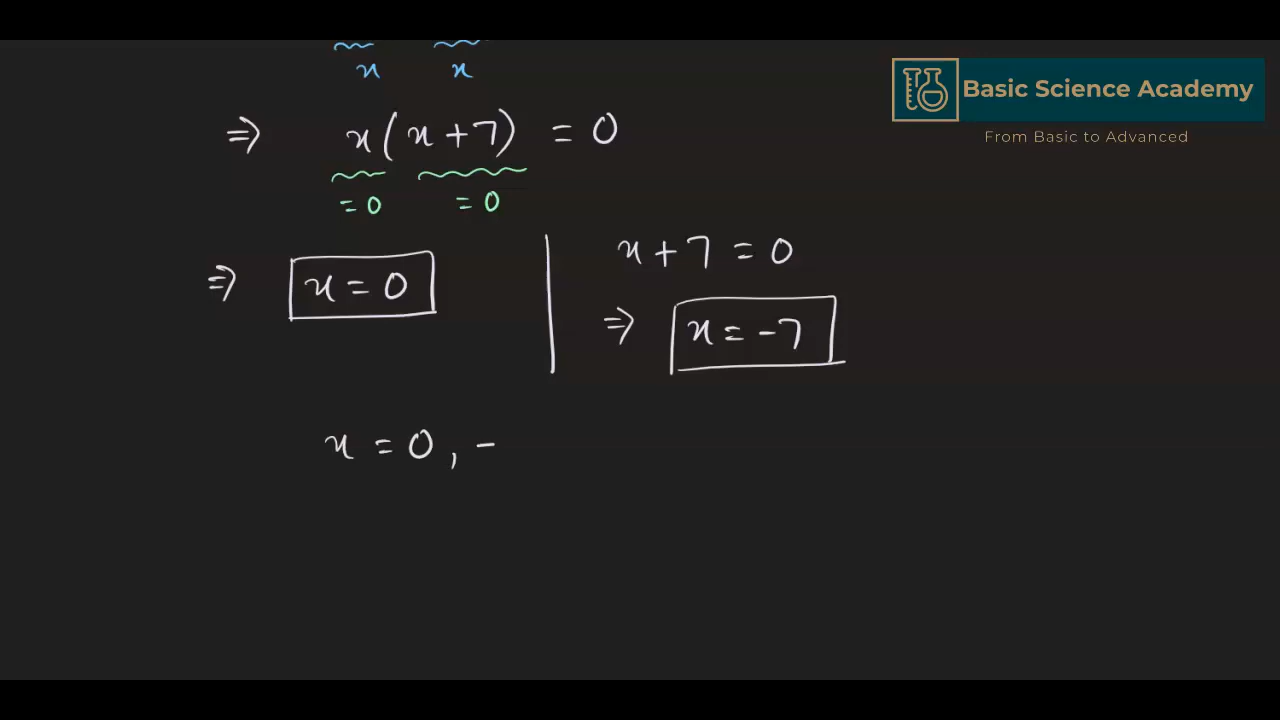 x x
⇒ x(x+7) = 0
= 0 = 0
⇒ x = 0
x + 7 = 0
⇒ x = -7
x = 0, -
Basic Science Academy
From Basic to Advanced